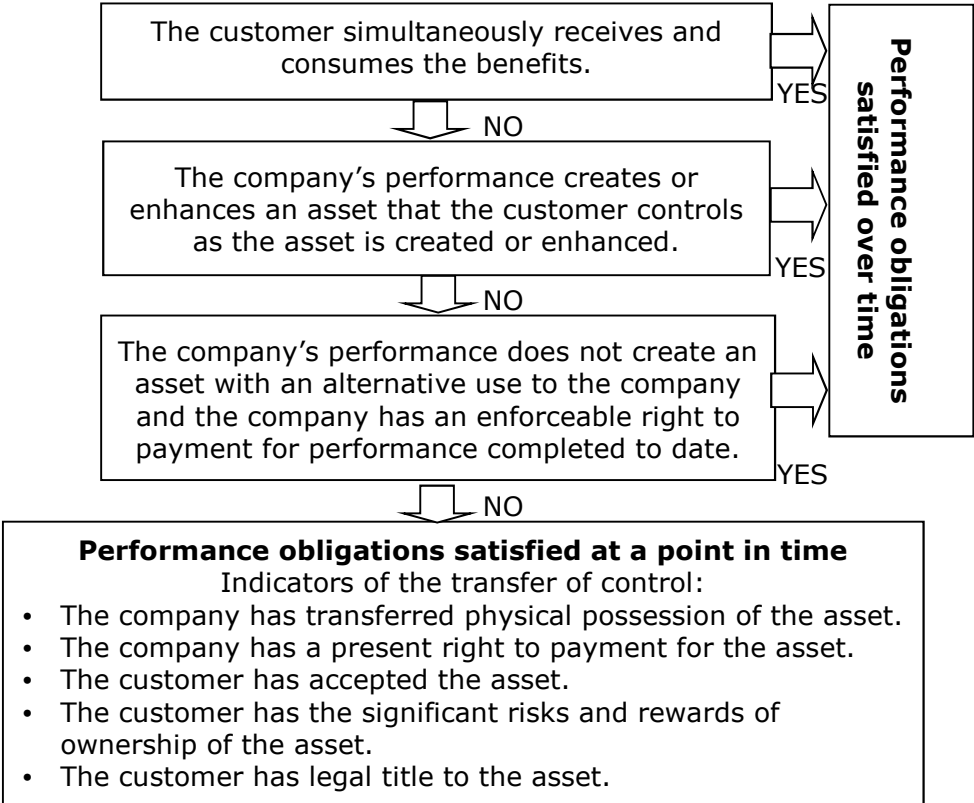 The customer simultaneously receives and
consumes the benefits.
YES
NO
The company's performance creates or
enhances an asset that the customer controls
as the asset is created or enhanced.
YES
NO
The company's performance does not create an
asset with an alternative use to the company
and the company has an enforceable right to
payment for performance completed to date.
YES
NO
Performance obligations
satisfied over time
Performance obligations satisfied at a point in time
Indicators of the transfer of control:
• The company has transferred physical possession of the asset.
• The company has a present right to payment for the asset.
• The customer has accepted the asset.
• The customer has the significant risks and rewards of
ownership of the asset.
• The customer has legal title to the asset.